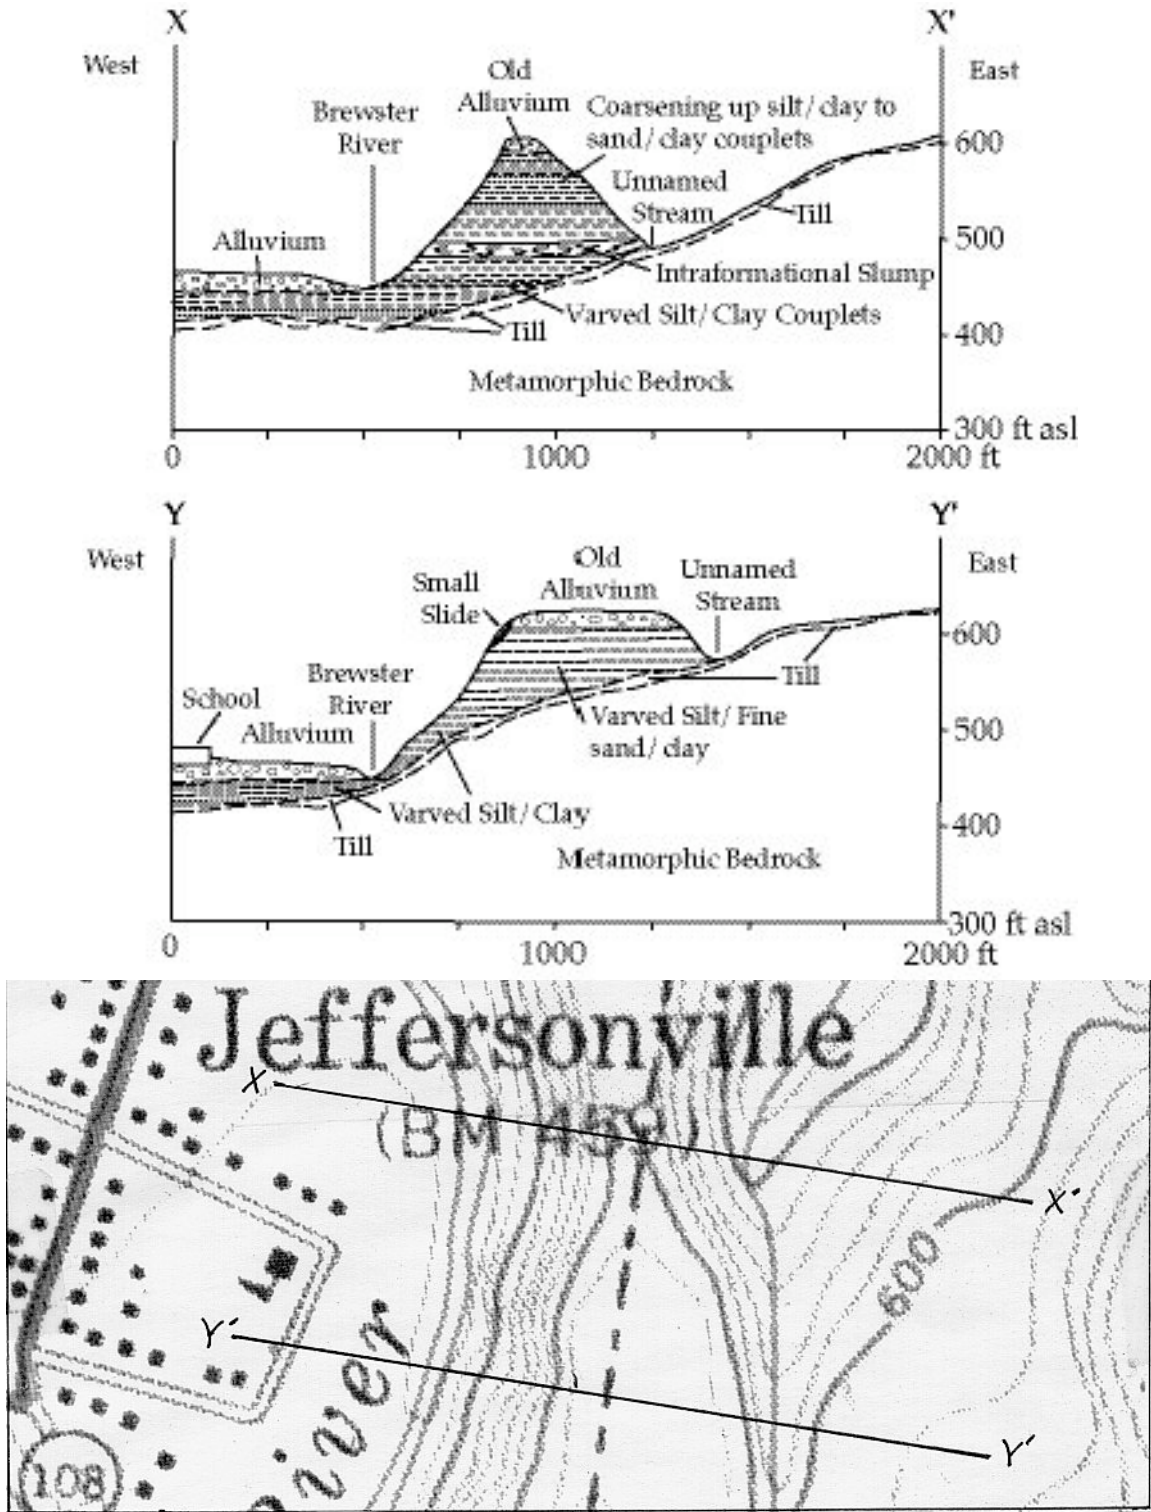 X
X'
West
East
Old
Alluvium
Coarsening up silt/clay to
sand/clay couplets
Brewster
River
Unnamed
Stream
Till
Alluvium
Intraformational Slump
Varved Silt/Clay Couplets
Till
Metamorphic Bedrock
600
500
400
300 ft asl
0
1000
2000 ft
Y
Y'
West
East
Small
Slide
Old
Alluvium
Unnamed
Stream
Brewster
River
School
Alluvium
Till
Varved Silt/Fine
sand/clay
Varved Silt/Clay
Till
Metamorphic Bedrock
600
500
400
300 ft asl
0
1000
2000 ft
Jeffersonville
X
(BM 459)
X'
600
Y'
iver
Y'
108